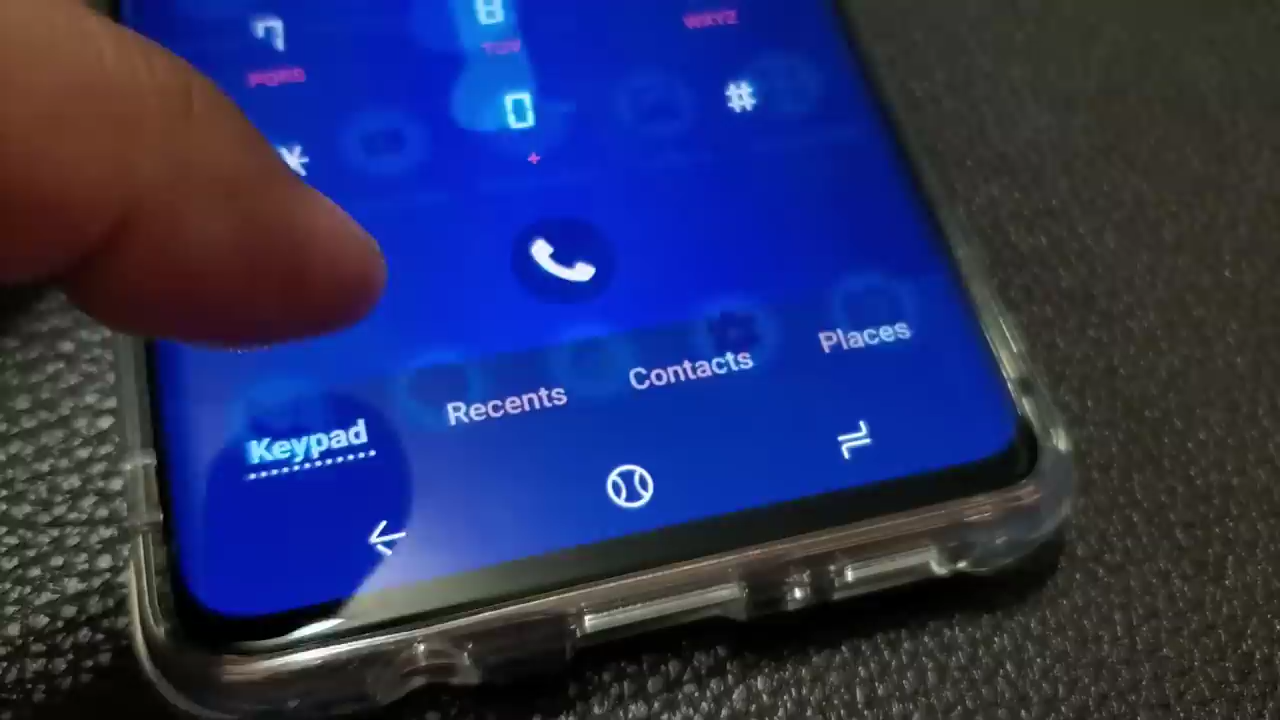 7
8
WXYZ
PQRS
TUV
0
#
*
+
Keypad
Recents
Contacts
Places